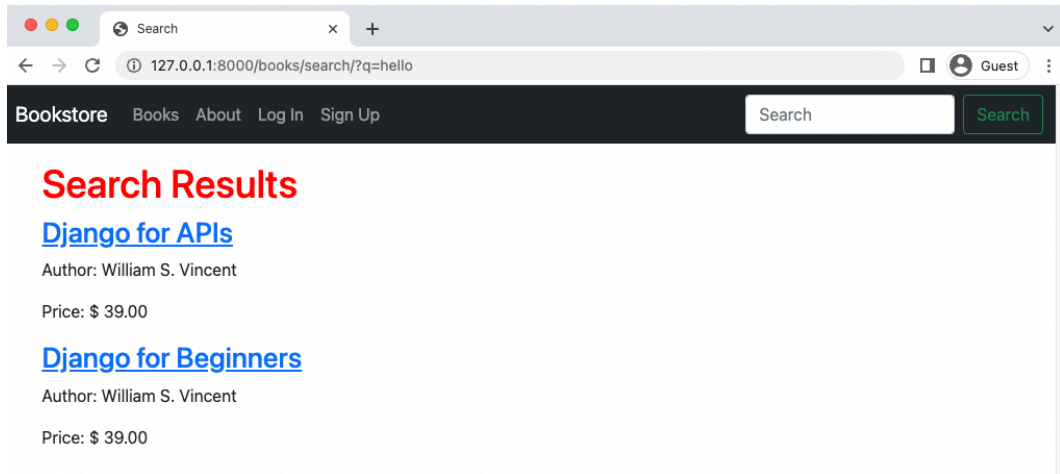 Search
127.0.0.1:8000/books/search/?q=hello
Guest
Bookstore Books About Log In Sign Up Search Search
Search Results
Django for APIs
Author: William S. Vincent
Price: $ 39.00
Django for Beginners
Author: William S. Vincent
Price: $ 39.00